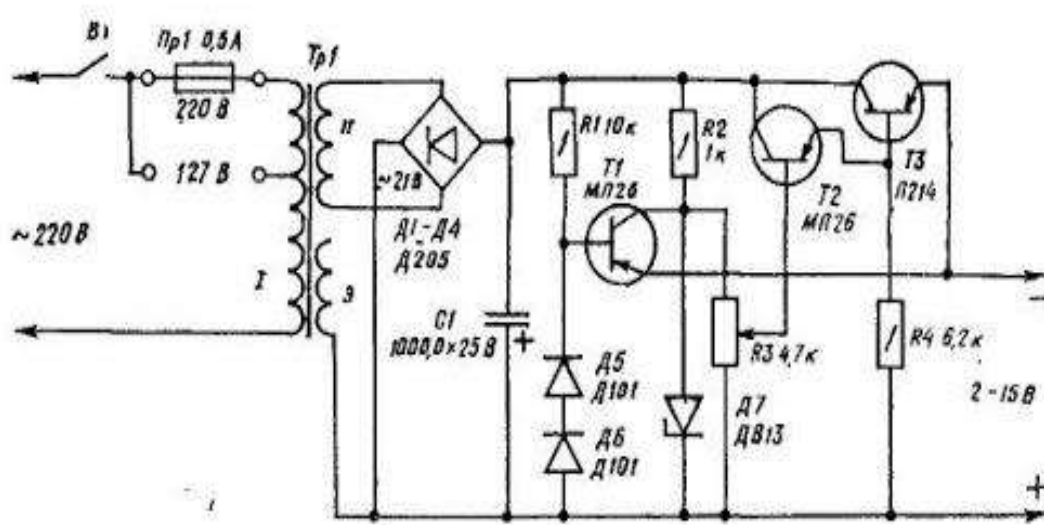 В1
Пр1 0,5А
220 В
127 В
~220 В
Тр1
I
II
Э
~21В
Д1-Д4
Д205
С1
1000,0×25 В
+
R1 10к
R2
1к
Т1
МП26
Т2
МП26
Т3
П214
Д5
Д101
Д6
Д101
R3 4,7к
Д7
Д813
R4 6,2к
2-15В
−
+